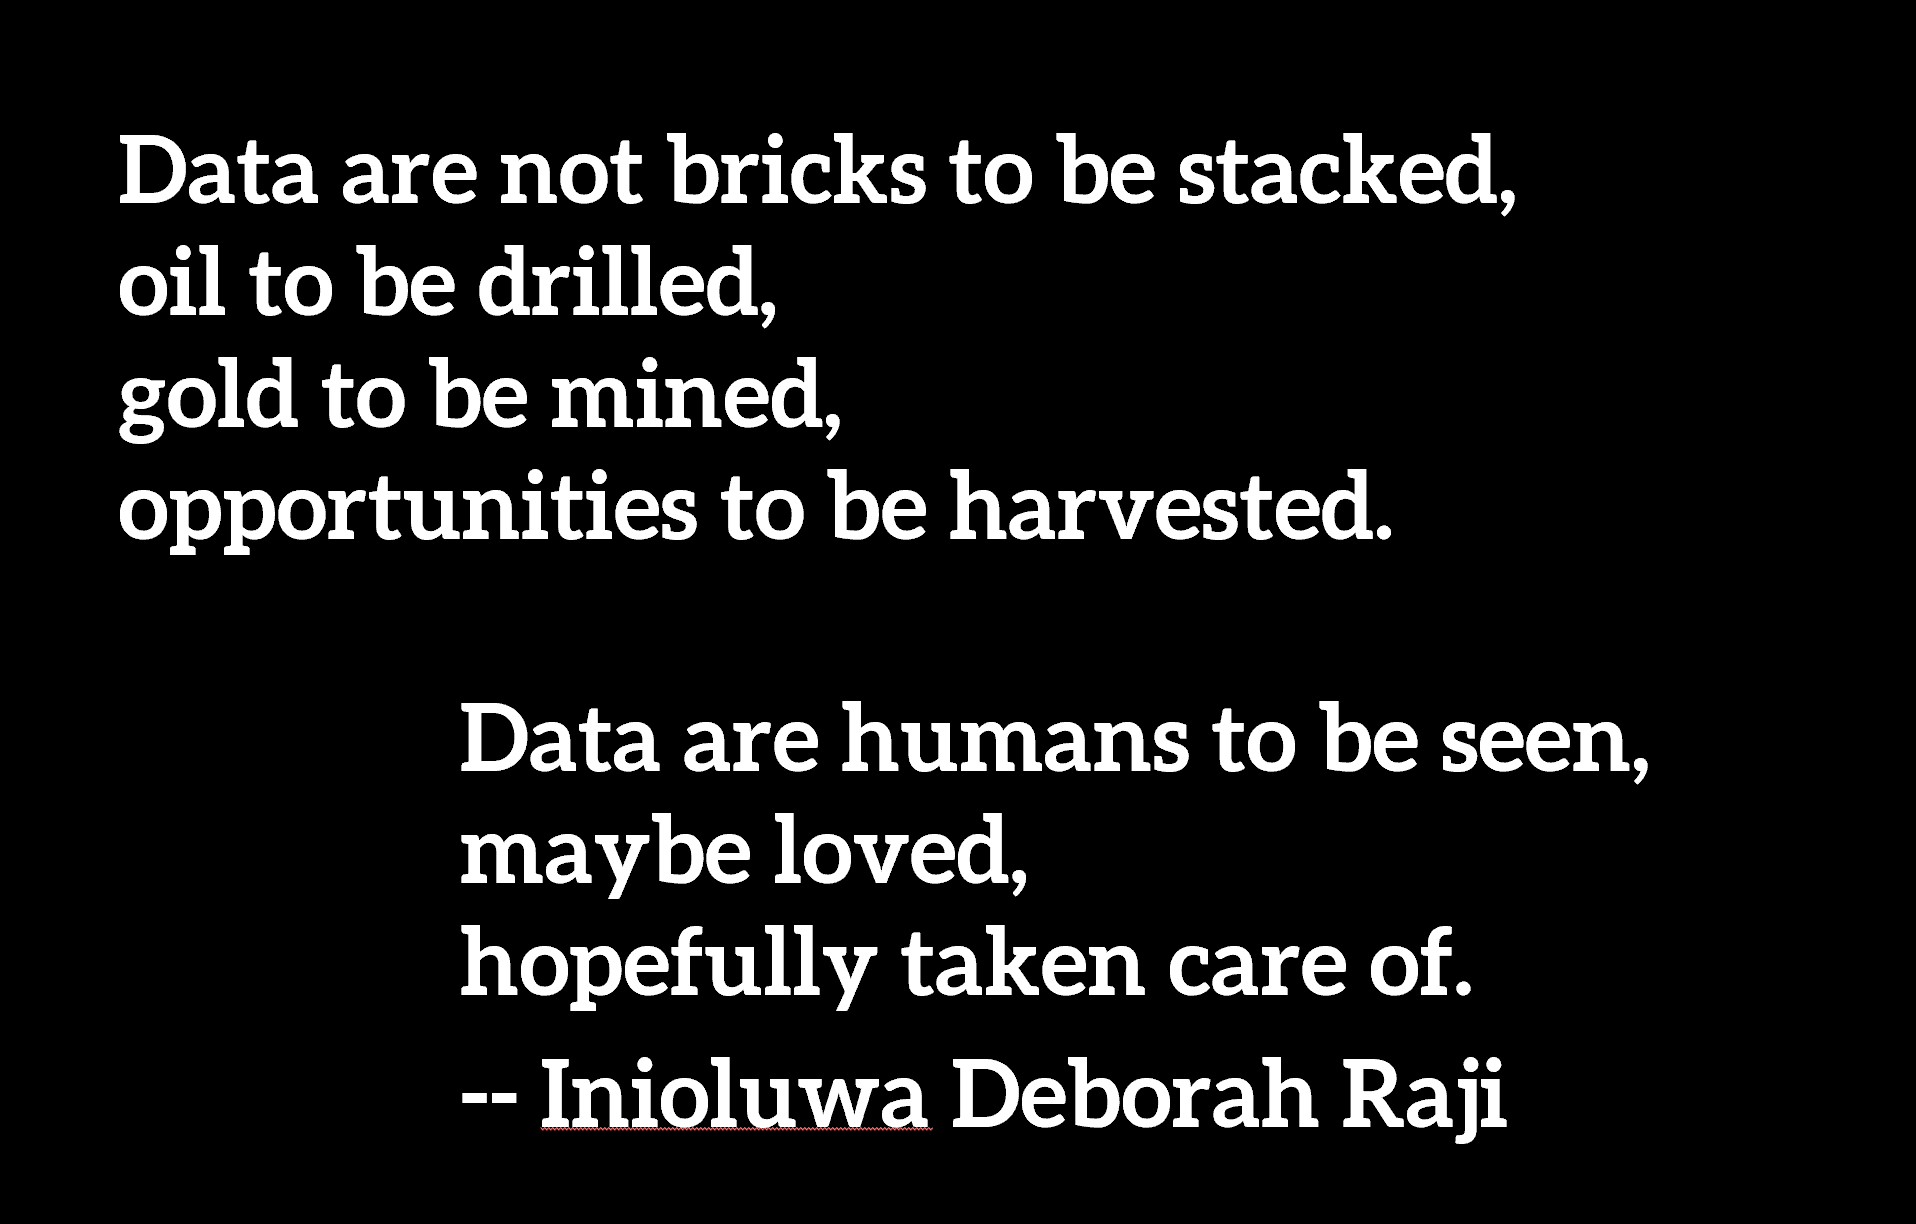 Data are not bricks to be stacked,
oil to be drilled,
gold to be mined,
opportunities to be harvested.
Data are humans to be seen,
maybe loved,
hopefully taken care of.
-- Inioluwa Deborah Raji